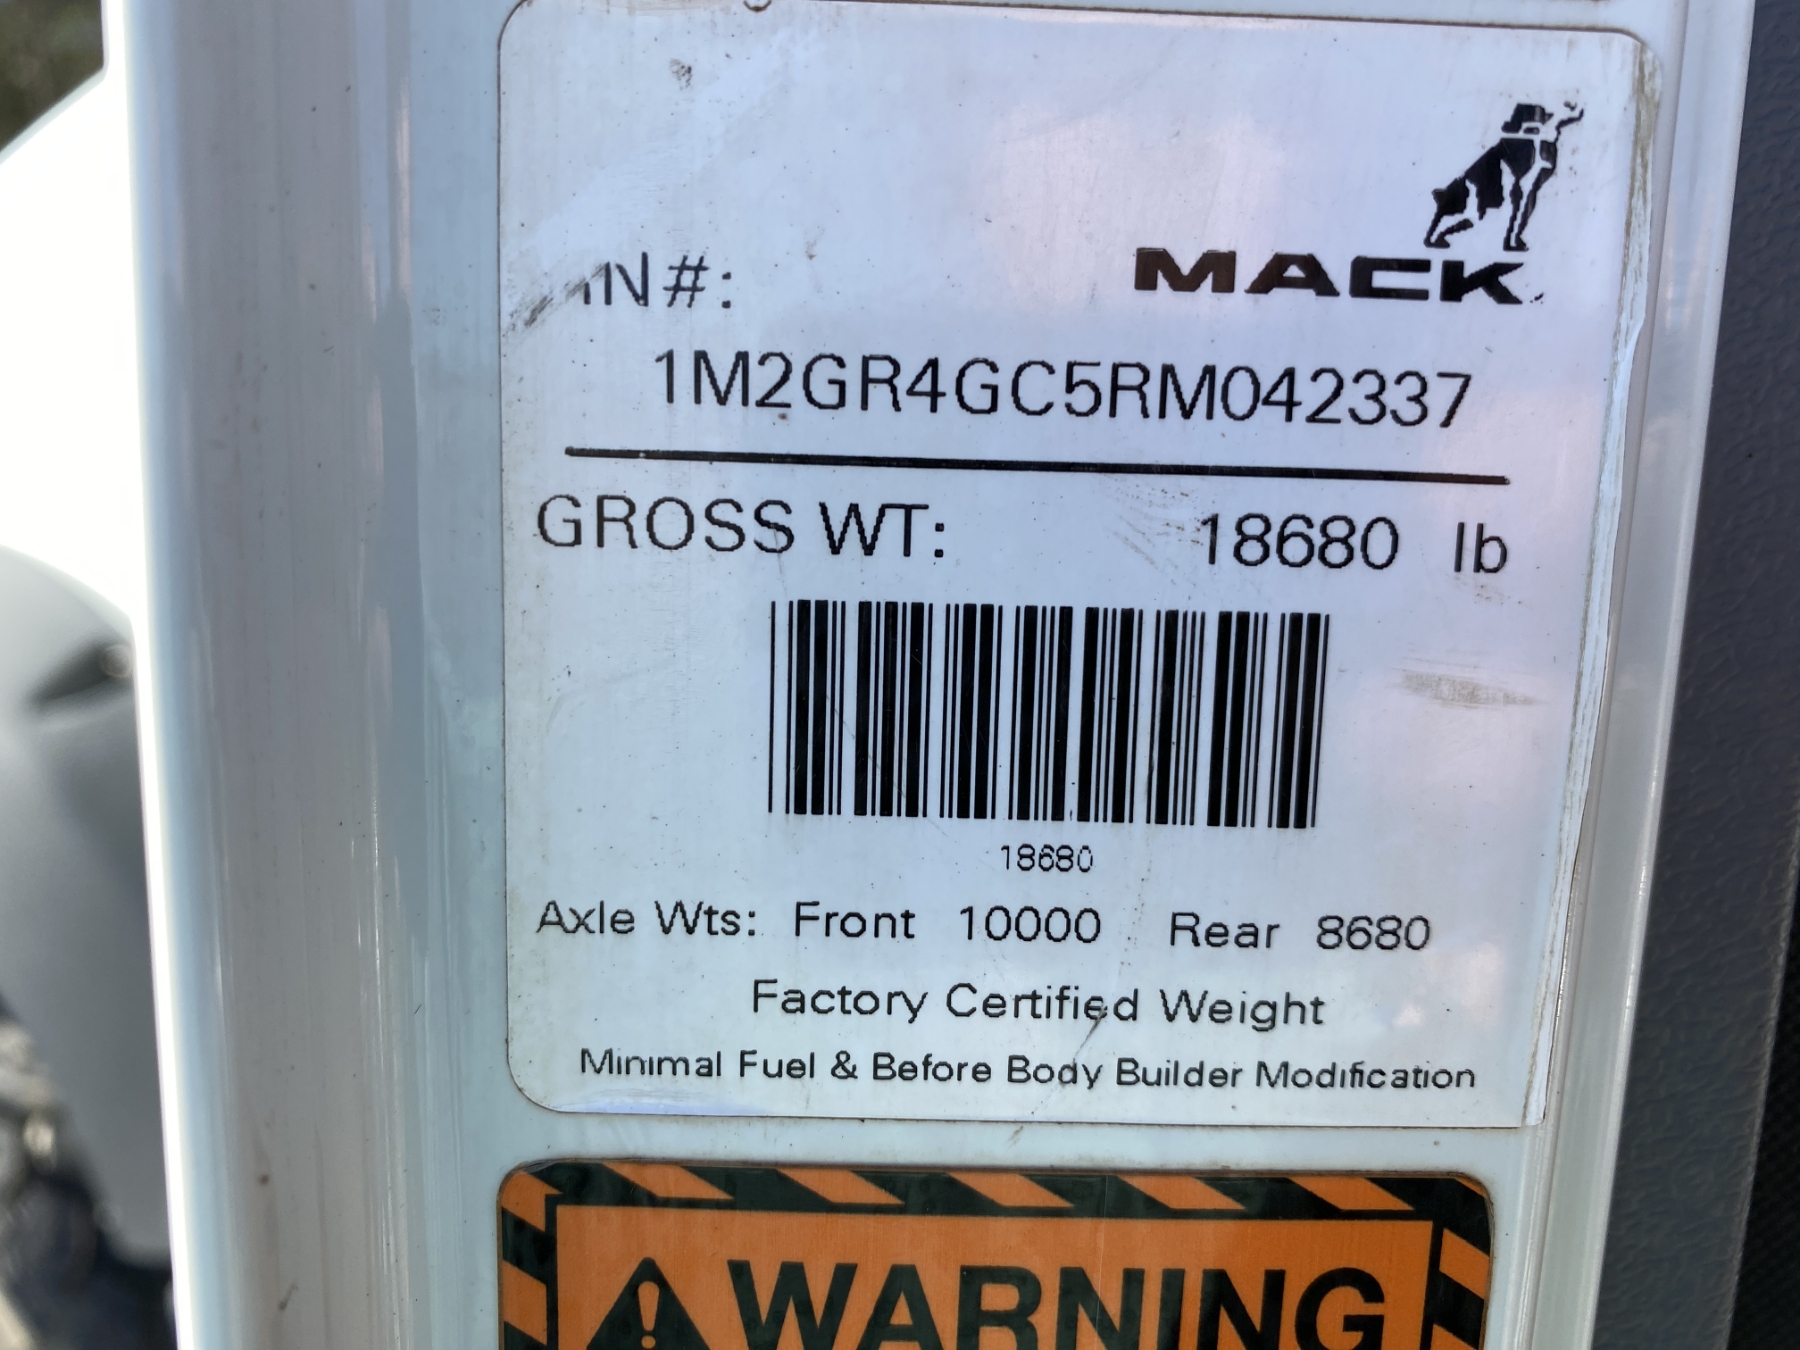 MACK
IN#:
1M2GR4GC5RM042337
GROSS WT: 18680 lb
18680
Axle Wts: Front 10000 Rear 8680
Factory Certified Weight
Minimal Fuel & Before Body Builder Modification
WARNING